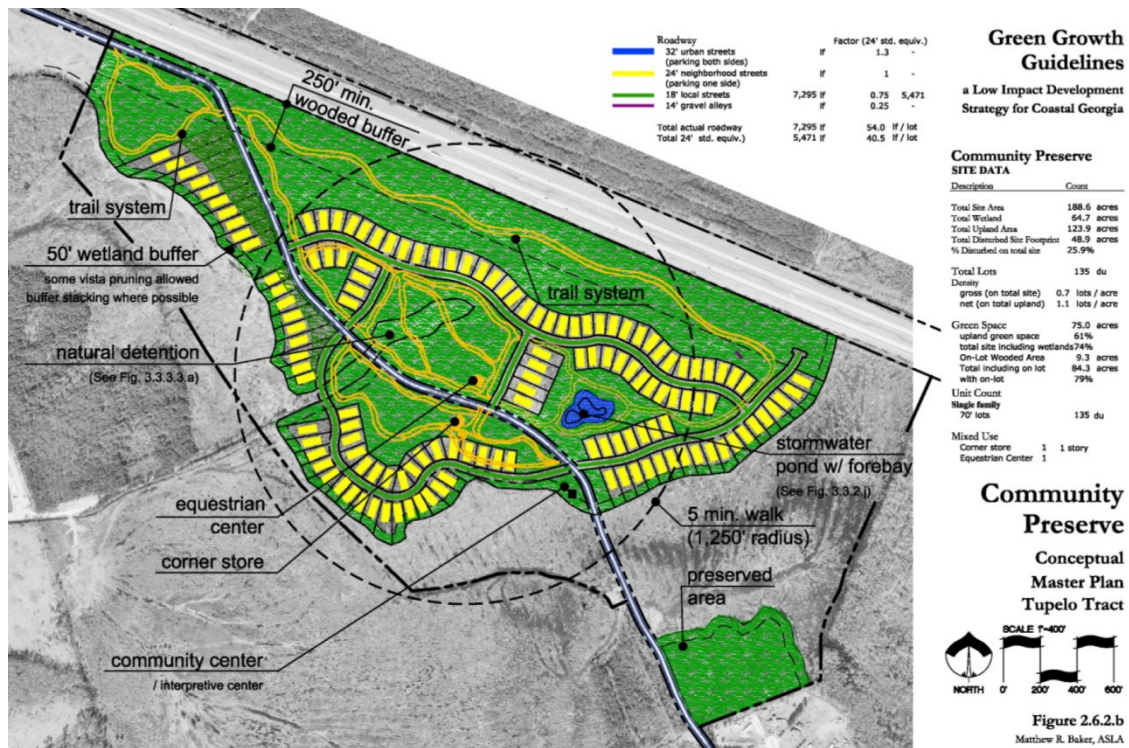 Roadway
Factor (24' std. equiv.)
32' urban streets
(parking both sides)
lf
1.3
-
24' neighborhood streets
(parking one side)
lf
1
-
18' local streets
7,295 lf
0.75
5,471
14' gravel alleys
lf
0.25
-
Total actual roadway
7,295 lf
54.0 lf / lot
Total 24' std. equiv.)
5,471 lf
40.5 lf / lot
Green Growth
Guidelines
a Low Impact Development
Strategy for Coastal Georgia
Community Preserve
SITE DATA
Description Count
Total Site Area 188.6 acres
Total Wetland 64.7 acres
Total Upland Area 123.9 acres
Total Disturbed Site Footprint 48.9 acres
% Disturbed on total site 25.9%
Total Lots 135 du
Density
gross (on total site) 0.7 lots / acre
net (on total upland) 1.1 lots / acre
Green Space 75.0 acres
upland green space 61%
total site including wetlands 74%
On-Lot Wooded Area 9.3 acres
Total including on lot 84.3 acres
with on-lot 79%
Unit Count
Single family
70' lots 135 du
Mixed Use
Corner store 1 1 story
Equestrian Center 1
Community
Preserve
Conceptual
Master Plan
Tupelo Tract
SCALE 1"=400'
NORTH
0' 200' 400' 600'
Figure 2.6.2.b
Matthew R. Baker, ASLA
250' min.
wooded buffer
trail system
50' wetland buffer
some vista pruning allowed
buffer stacking where possible
trail system
natural detention
(See Fig. 3.3.3.3.a)
stormwater
pond w/ forebay
(See Fig. 3.3.2.j)
equestrian
center
5 min. walk
(1,250' radius)
corner store
preserved
area
community center
/ interpretive center